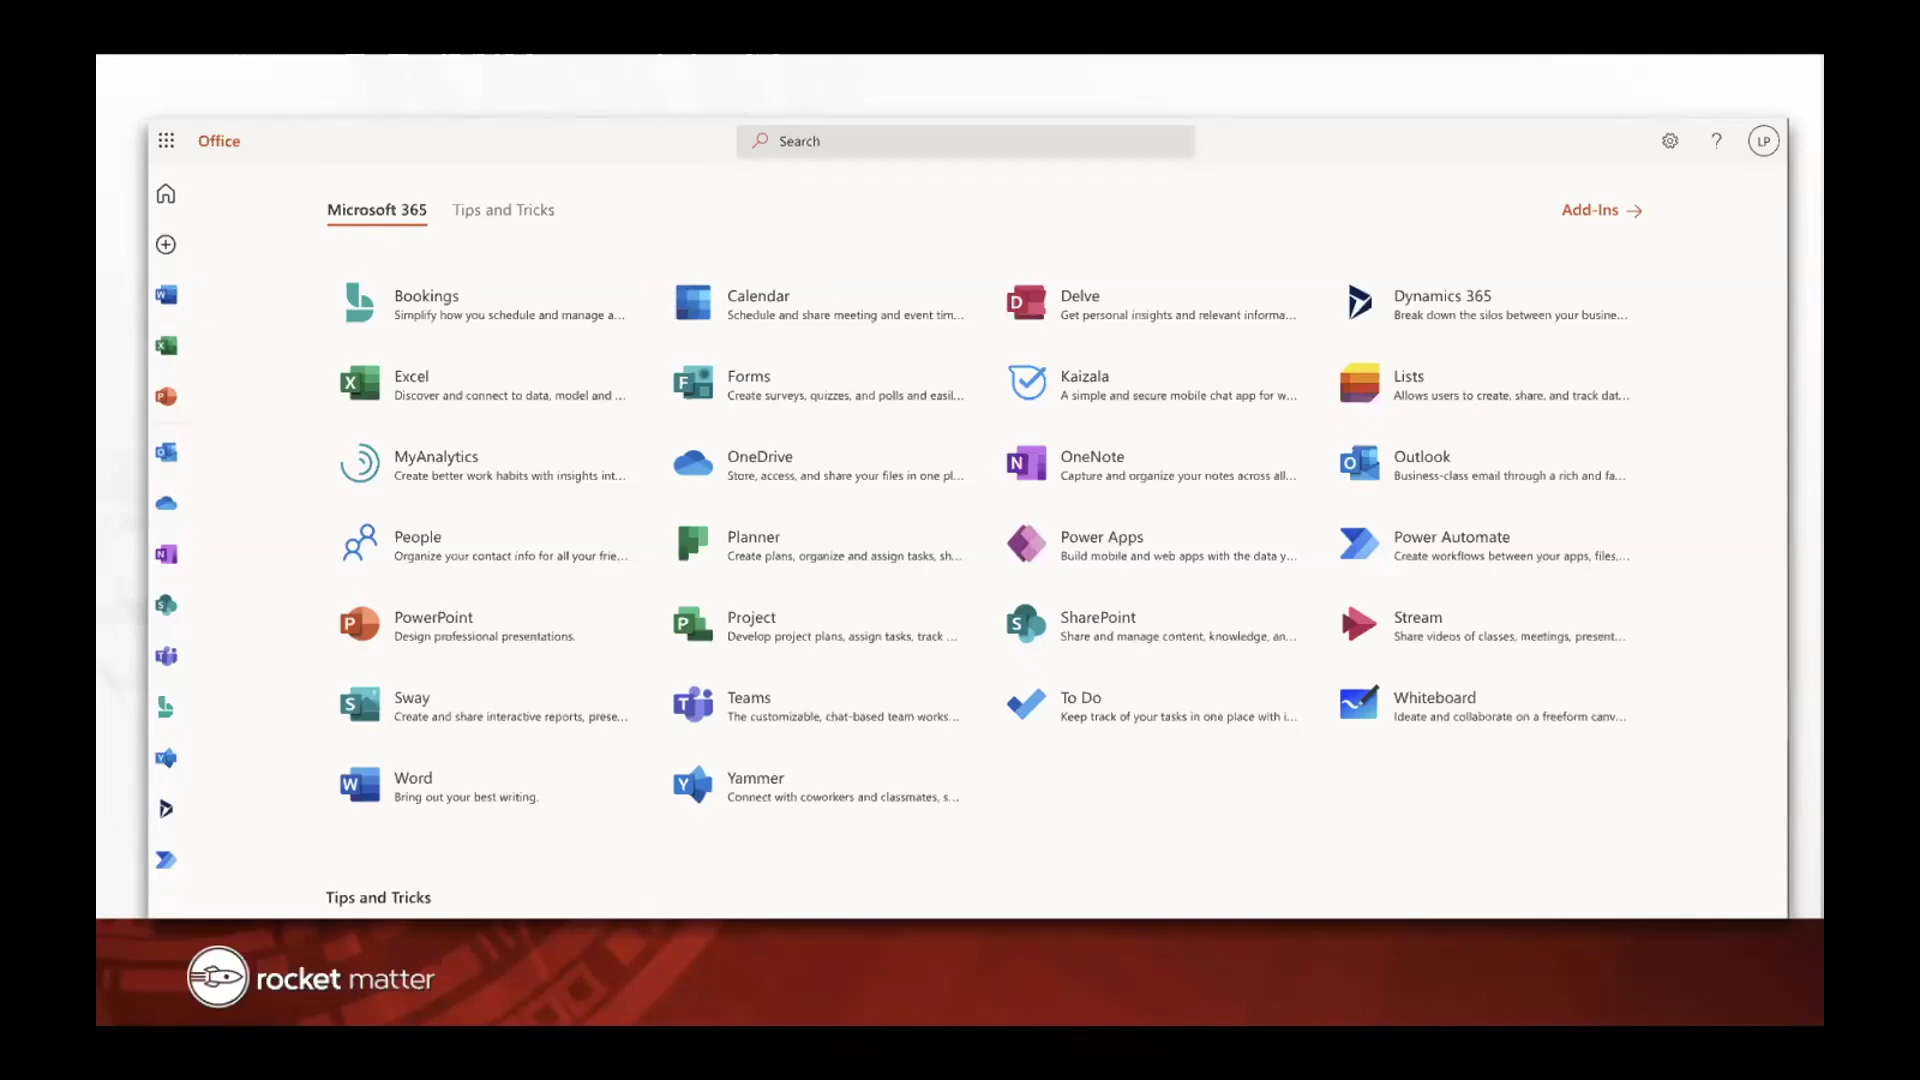 Office
Search
LP
Microsoft 365
Tips and Tricks
Add-Ins →
Bookings
Simplify how you schedule and manage a...
Calendar
Schedule and share meeting and event tim...
Delve
Get personal insights and relevant informa...
Dynamics 365
Break down the silos between your busine...
Excel
Discover and connect to data, model and ...
Forms
Create surveys, quizzes, and polls and easil...
Kaizala
A simple and secure mobile chat app for w...
Lists
Allows users to create, share, and track dat...
MyAnalytics
Create better work habits with insights int...
OneDrive
Store, access, and share your files in one pl...
OneNote
Capture and organize your notes across all...
Outlook
Business-class email through a rich and fa...
People
Organize your contact info for all your frie...
Planner
Create plans, organize and assign tasks, sh...
Power Apps
Build mobile and web apps with the data y...
Power Automate
Create workflows between your apps, files,...
PowerPoint
Design professional presentations.
Project
Develop project plans, assign tasks, track ...
SharePoint
Share and manage content, knowledge, an...
Stream
Share videos of classes, meetings, present...
Sway
Create and share interactive reports, prese...
Teams
The customizable, chat-based team works...
To Do
Keep track of your tasks in one place with i...
Whiteboard
Ideate and collaborate on a freeform canv...
Word
Bring out your best writing.
Yammer
Connect with coworkers and classmates, s...
Tips and Tricks
rocket matter